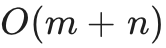 O(m + n)